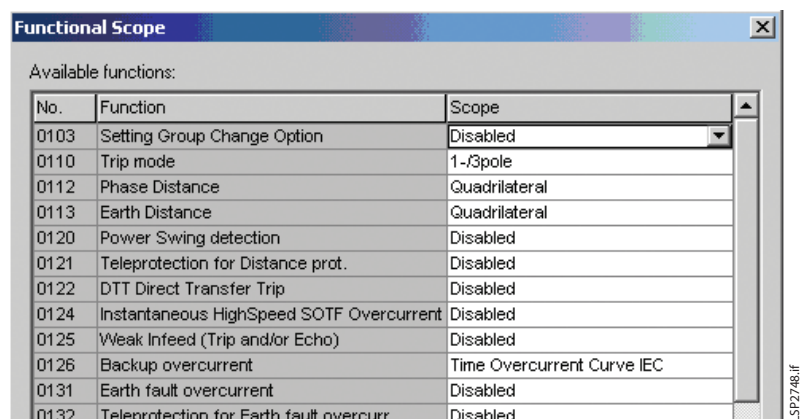 Functional Scope
Available functions:
No. Function Scope
0103 Setting Group Change Option Disabled
0110 Trip mode 1-/3pole
0112 Phase Distance Quadrilateral
0113 Earth Distance Quadrilateral
0120 Power Swing detection Disabled
0121 Teleprotection for Distance prot. Disabled
0122 DTT Direct Transfer Trip Disabled
0124 Instantaneous HighSpeed SOTF Overcurrent Disabled
0125 Weak Infeed (Trip and/or Echo) Disabled
0126 Backup overcurrent Time Overcurrent Curve IEC
0131 Earth fault overcurrent Disabled
0132 Teleprotection for Earth fault overcurr. Disabled
LSP2748.if